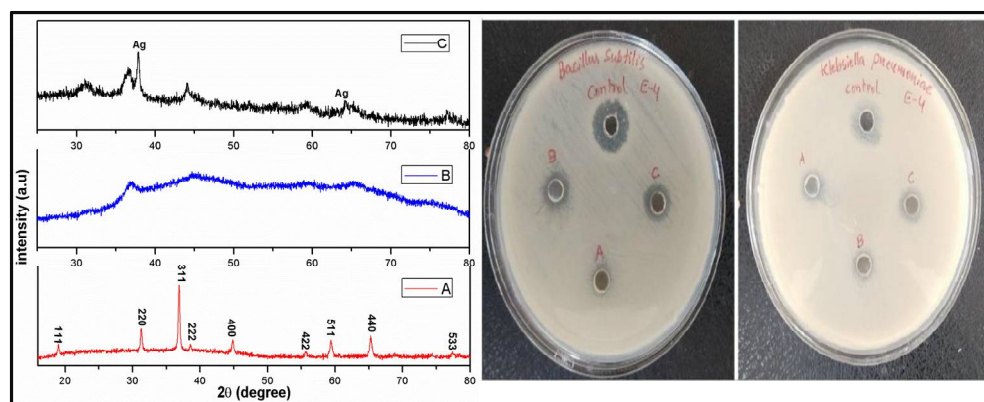 intensity (a.u)
C
Ag
Ag
30 40 50 60 70 80
B
30 40 50 60 70 80
A
111
220
311
222
400
422
511
440
533
20 30 40 50 60 70 80
2θ (degree)
Bacillus Subtilis
Control E-4
B
C
A
Klebsiella pneumoniae
control E-4
A
C
B